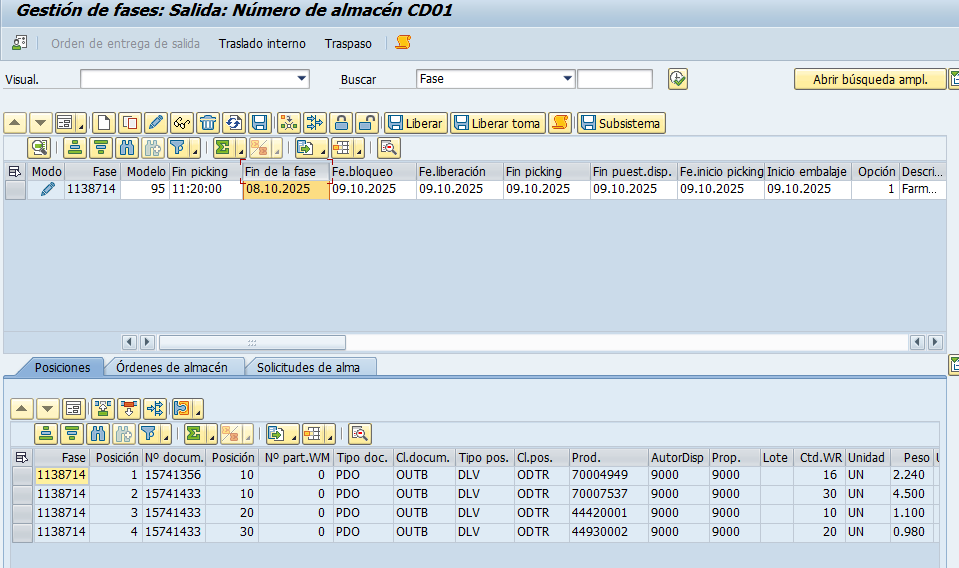 Gestión de fases: Salida: Número de almacén CD01
Orden de entrega de salida Traslado interno Traspaso
Visual. Buscar Fase Abrir búsqueda ampl.
Liberar Liberar toma Subsistema
Modo Fase Modelo Fin picking Fin de la fase Fe.bloqueo Fe.liberación Fin picking Fin puest.disp. Fe.inicio picking Inicio embalaje Opción Descri...
1138714 95 11:20:00 08.10.2025 09.10.2025 09.10.2025 09.10.2025 09.10.2025 09.10.2025 09.10.2025 1 Farm...
Posiciones Órdenes de almacén Solicitudes de alma
Fase Posición Nº docum. Posición Nº part.WM Tipo doc. Cl.docum. Tipo pos. Cl.pos. Prod. AutorDisp Prop. Lote Ctd.WR Unidad Peso
1138714 1 15741356 10 0 PDO OUTB DLV ODTR 70004949 9000 9000 16 UN 2.240
1138714 2 15741433 10 0 PDO OUTB DLV ODTR 70007537 9000 9000 30 UN 4.500
1138714 3 15741433 20 0 PDO OUTB DLV ODTR 44420001 9000 9000 10 UN 1.100
1138714 4 15741433 30 0 PDO OUTB DLV ODTR 44930002 9000 9000 20 UN 0.980